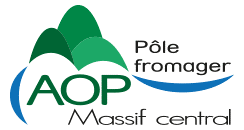 Pôle
fromager
AOP
Massif central